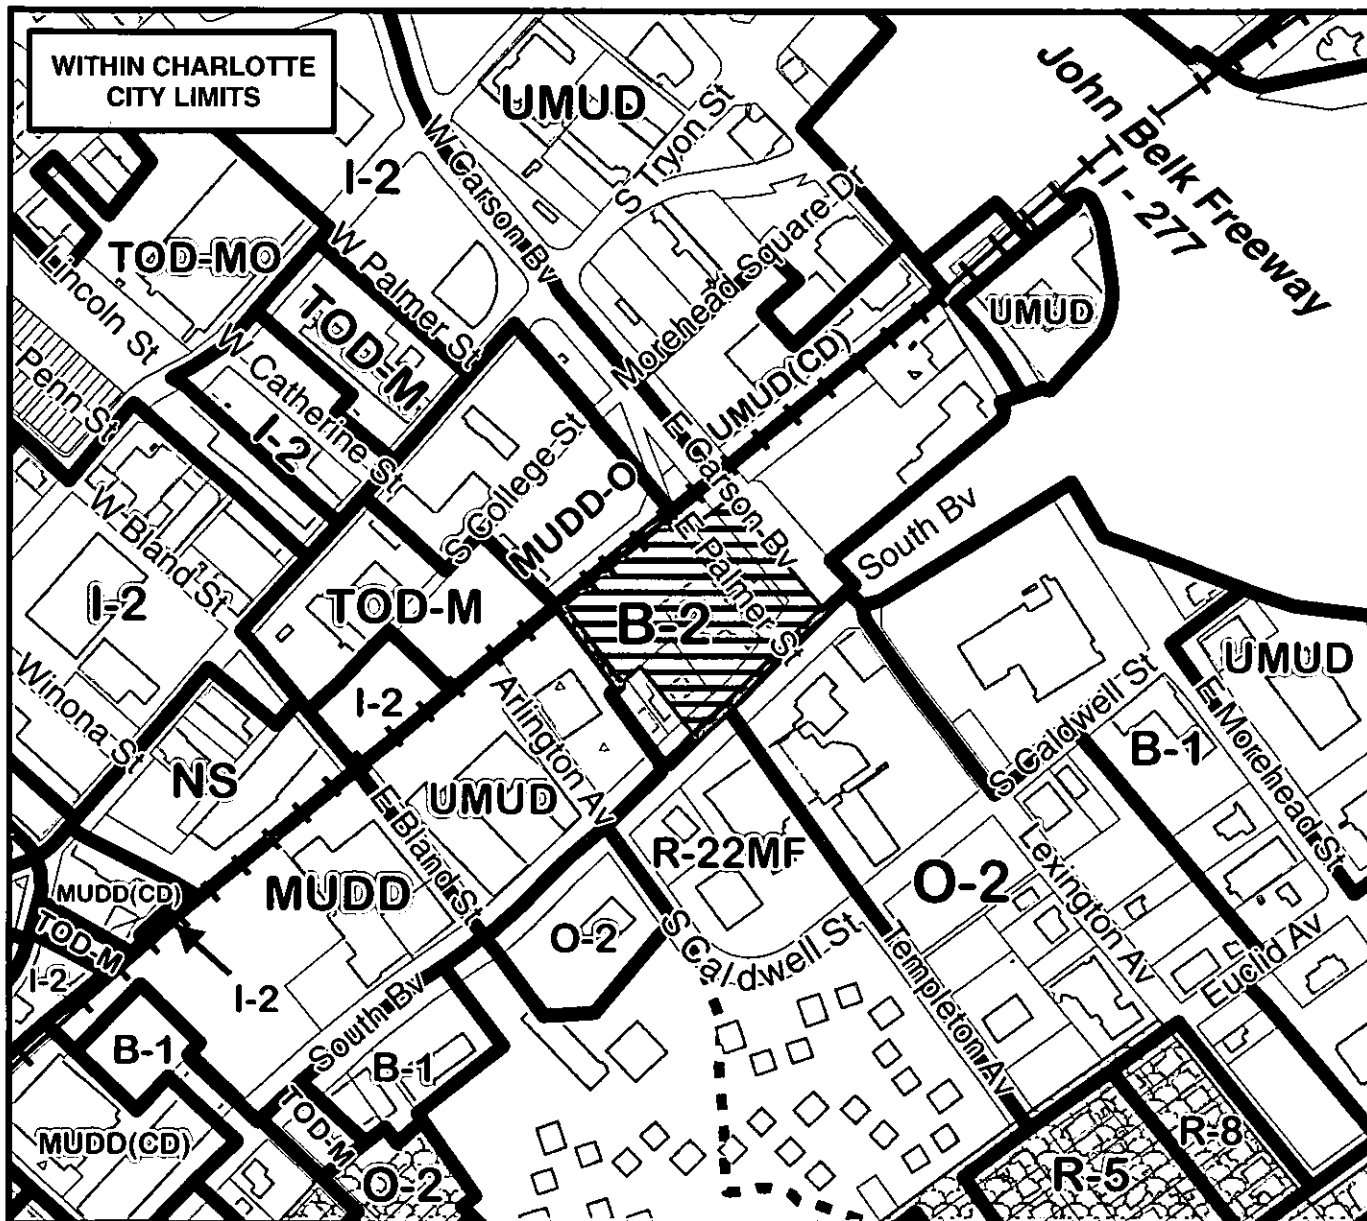 WITHIN CHARLOTTE
CITY LIMITS
UMUD
John Belk Freeway
I - 277
W Carson Bv
S Tryon St
I-2
Morehead Square Dr
TOD-MO
W Palmer St
Lincoln St
UMUD
TOD-M
UMUD(CD)
W Catherine St
Penn St
I-2
S College St
E Carson Bv
MUDD-O
W Bland St
South Bv
E Palmer St
I-2
TOD-M
B-2
UMUD
Winona St
I-2
Arlington Av
E Morehead St
S Caldwell St
B-1
NS
UMUD
E Bland St
R-22MF
O-2
Lexington Av
MUDD(CD)
MUDD
TOD-M
O-2
S Caldwell St
Templeton Av
Euclid Av
I-2
I-2
South Bv
B-1
B-1
TOD-M
MUDD(CD)
O-2
R-5
R-8